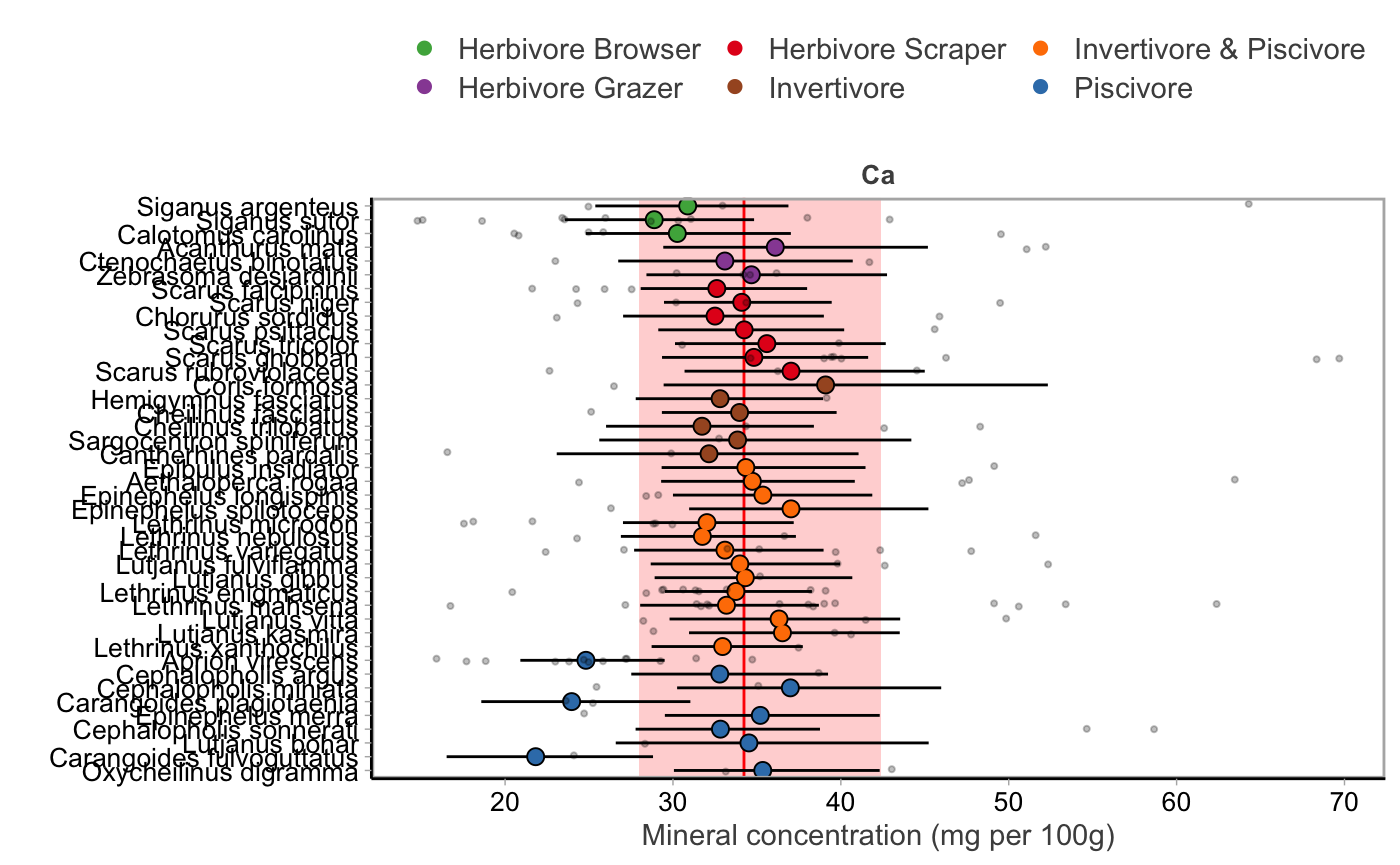 Herbivore Browser Herbivore Scraper Invertivore & Piscivore
Herbivore Grazer Invertivore Piscivore
Ca
Siganus argenteus
Siganus sutor
Calotomus carolinus
Acanthurus mata
Ctenochaetus binotatus
Zebrasoma desjardinii
Scarus falcipinnis
Scarus niger
Chlorurus sordidus
Scarus psittacus
Scarus tricolor
Scarus ghobban
Scarus rubroviolaceus
Coris formosa
Hemigymnus fasciatus
Cheilinus fasciatus
Cheilinus trilobatus
Sargocentron spiniferum
Cantherhines pardalis
Epibulus insidiator
Aethaloperca rogaa
Epinephelus longispinis
Epinephelus spilotoceps
Lethrinus microdon
Lethrinus nebulosus
Lethrinus variegatus
Lutjanus fulviflamma
Lutjanus gibbus
Lethrinus enigmaticus
Lethrinus mahsena
Lutjanus vitta
Lutjanus kasmira
Lethrinus xanthochilus
Aprion virescens
Cephalopholis argus
Cephalopholis miniata
Carangoides plagiotaenia
Epinephelus merra
Cephalopholis sonnerati
Lutjanus bohar
Carangoides fulvoguttatus
Oxycheilinus digramma
20 30 40 50 60 70
Mineral concentration (mg per 100g)